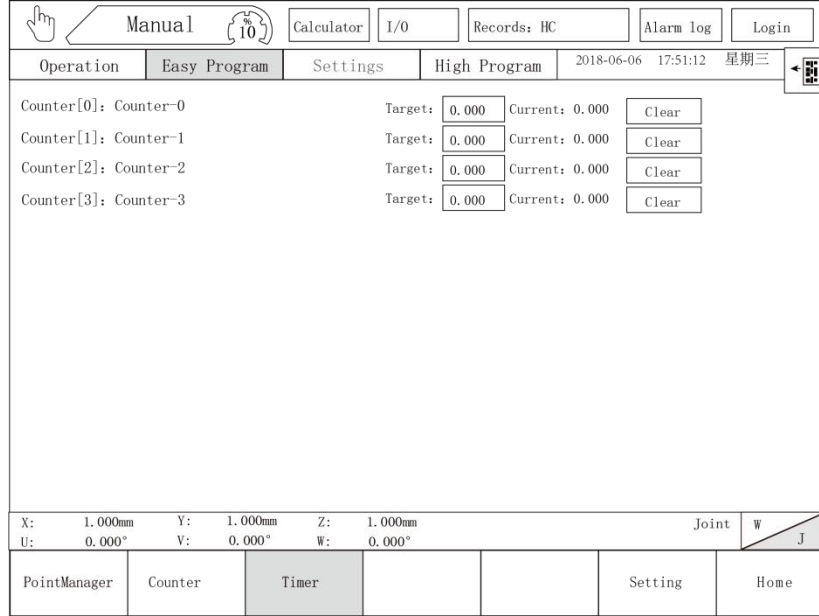 Manual % 10 Calculator I/O Records: HC Alarm log Login
Operation Easy Program Settings High Program 2018-06-06 17:51:12 星期三
Counter[0]: Counter-0 Target: 0.000 Current: 0.000 Clear
Counter[1]: Counter-1 Target: 0.000 Current: 0.000 Clear
Counter[2]: Counter-2 Target: 0.000 Current: 0.000 Clear
Counter[3]: Counter-3 Target: 0.000 Current: 0.000 Clear
X: 1.000mm Y: 1.000mm Z: 1.000mm Joint W J
U: 0.000° V: 0.000° W: 0.000°
PointManager Counter Timer Setting Home